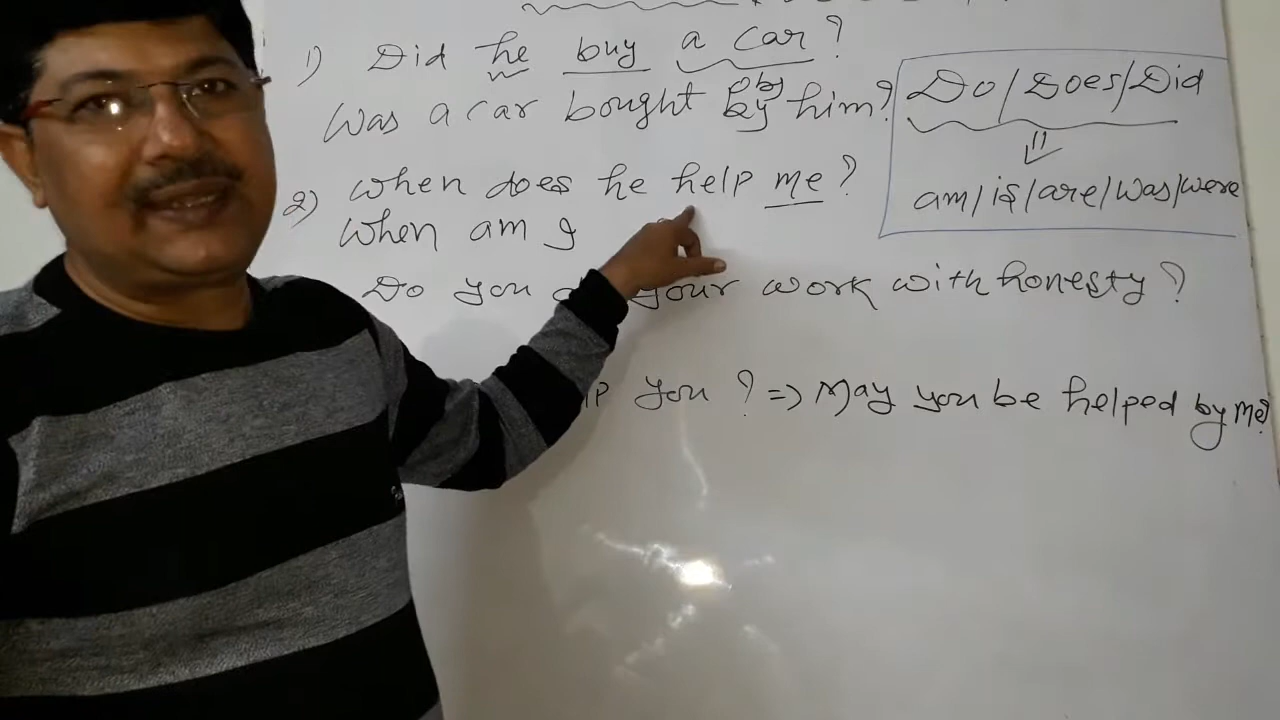 1) Did he buy a car?
obj
Was a car bought by him?
Do/Does/Did
am/is/are/was/were
2) When does he help me?
When am I
Do you your work with honesty?
you? => May you be helped by me?